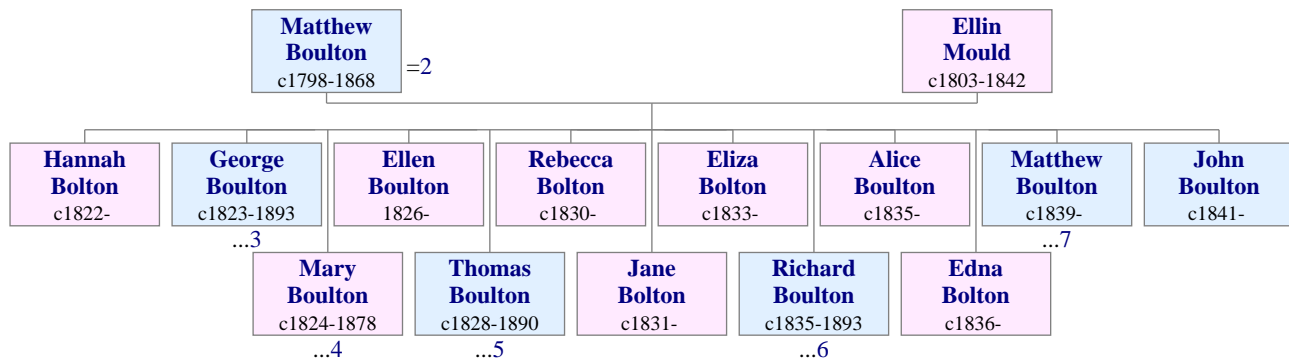 Matthew
Boulton
c1798-1868
=2
Ellin
Mould
c1803-1842
Hannah
Bolton
c1822-
George
Boulton
c1823-1893
...3
Ellen
Boulton
1826-
Rebecca
Bolton
c1830-
Eliza
Bolton
c1833-
Alice
Boulton
c1835-
Matthew
Boulton
c1839-
...7
John
Boulton
c1841-
Mary
Boulton
c1824-1878
...4
Thomas
Boulton
c1828-1890
...5
Jane
Bolton
c1831-
Richard
Boulton
c1835-1893
...6
Edna
Bolton
c1836-